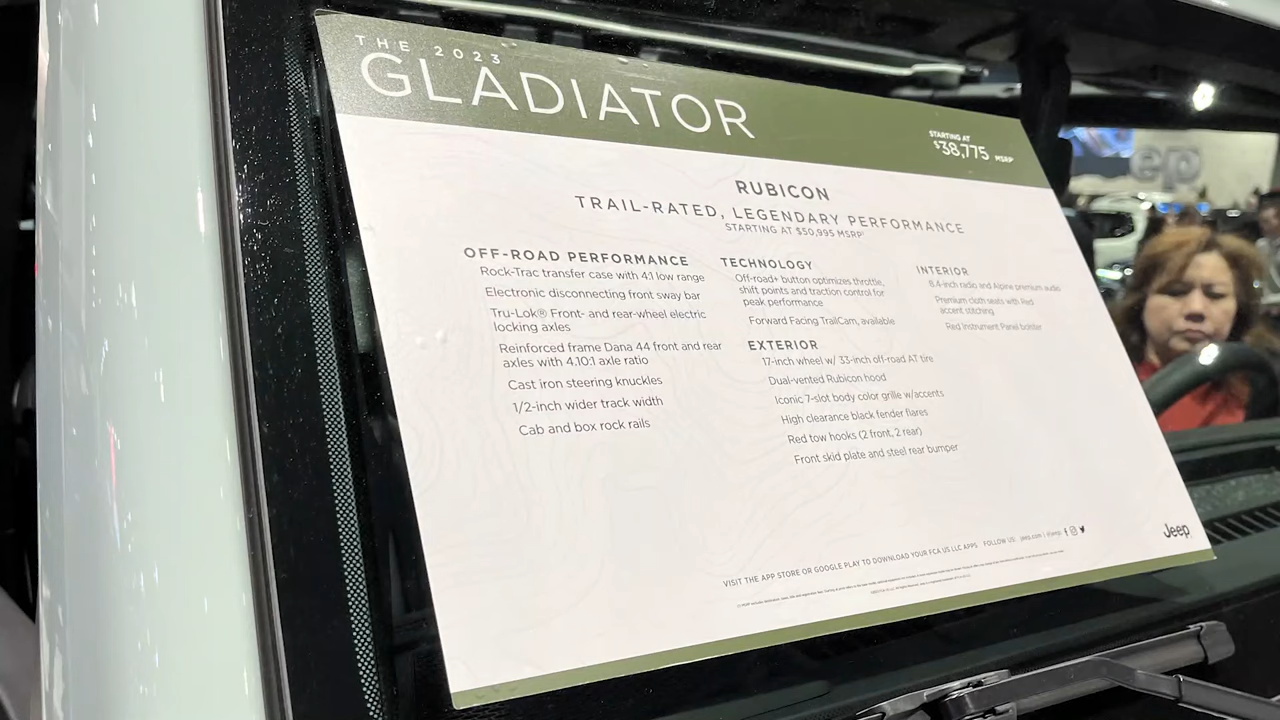 THE 2023
GLADIATOR
STARTING AT
$38,775 MSRP
RUBICON
TRAIL-RATED, LEGENDARY PERFORMANCE
STARTING AT $50,995 MSRP
OFF-ROAD PERFORMANCE
Rock-Trac transfer case with 4:1 low range
Electronic disconnecting front sway bar
Tru-Lok® Front- and rear-wheel electric
locking axles
Reinforced frame Dana 44 front and rear
axles with 4.10:1 axle ratio
Cast iron steering knuckles
1/2-inch wider track width
Cab and box rock rails
TECHNOLOGY
Off-road+ button optimizes throttle,
shift points and traction control for
peak performance
Forward Facing TrailCam, available
EXTERIOR
17-inch wheel w/ 33-inch off-road AT tire
Dual-vented Rubicon hood
Iconic 7-slot body color grille w/accents
High clearance black fender flares
Red tow hooks (2 front, 2 rear)
Front skid plate and steel rear bumper
INTERIOR
8.4-inch radio and Alpine premium audio
Premium cloth seats with Red
accent stitching
Red Instrument Panel border
VISIT THE APP STORE OR GOOGLE PLAY TO DOWNLOAD YOUR FCA US LLC APPS FOLLOW US: jeep.com | @jeep
Jeep